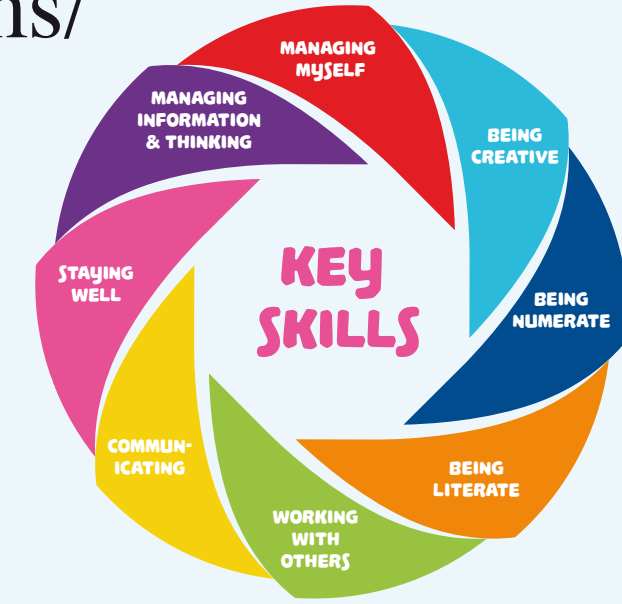 ns/
MANAGING
MYSELF
BEING
CREATIVE
BEING
NUMERATE
BEING
LITERATE
WORKING
WITH
OTHERS
COMMUN-
ICATING
STAYING
WELL
MANAGING
INFORMATION
& THINKING
KEY
SKILLS